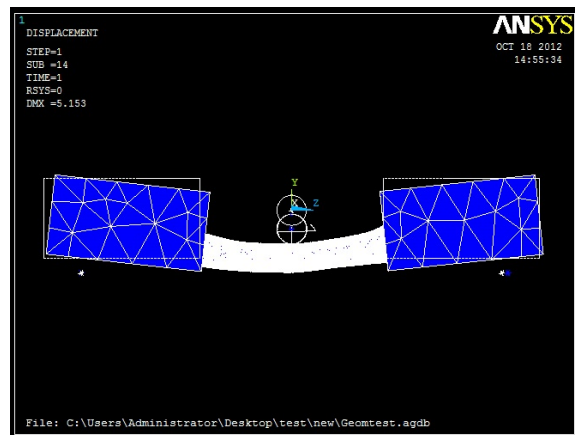 1
DISPLACEMENT
STEP=1
SUB =14
TIME=1
RSYS=0
DMX =5.153
ANSYS
OCT 18 2012
14:55:34
Y
X
Z
File: C:\Users\Administrator\Desktop\test\new\Geomtest.agdb